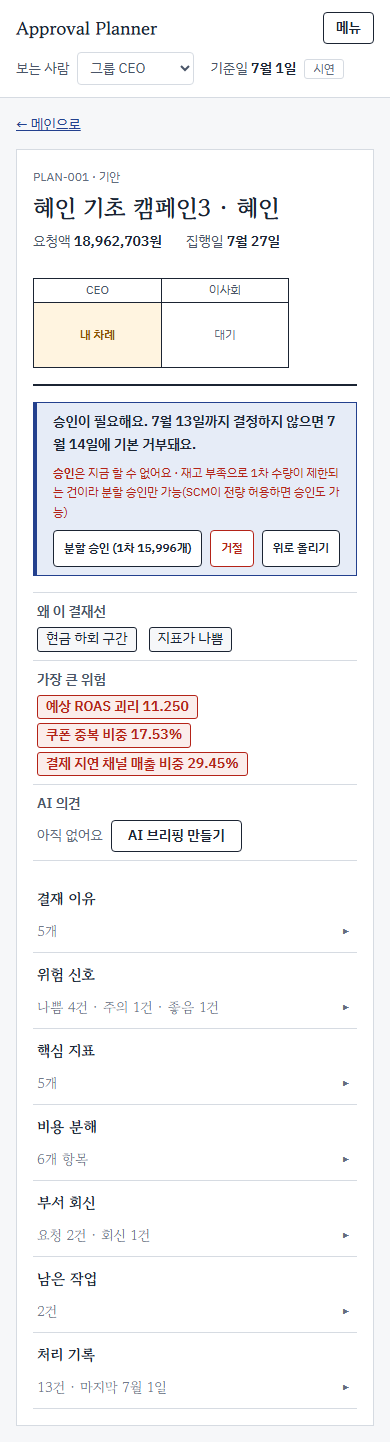 Approval Planner
메뉴
보는 사람 그룹 CEO 기준일 7월 1일 시연
← 메인으로
PLAN-001 · 기안
혜인 기초 캠페인3 · 혜인
요청액 18,962,703원 집행일 7월 27일
CEO 이사회
내 차례 대기
승인이 필요해요. 7월 13일까지 결정하지 않으면 7
월 14일에 기본 거부돼요.
승인은 지금 할 수 없어요 · 재고 부족으로 1차 수량이 제한되
는 건이라 분할 승인만 가능(SCM이 전량 허용하면 승인도 가
능)
분할 승인 (1차 15,996개) 거절 위로 올리기
왜 이 결재선
현금 하회 구간 지표가 나쁨
가장 큰 위험
예상 ROAS 괴리 11.250
쿠폰 중복 비중 17.53%
결제 지연 채널 매출 비중 29.45%
AI 의견
아직 없어요 AI 브리핑 만들기
결재 이유
5개
위험 신호
나쁨 4건 · 주의 1건 · 좋음 1건
핵심 지표
5개
비용 분해
6개 항목
부서 회신
요청 2건 · 회신 1건
남은 작업
2건
처리 기록
13건 · 마지막 7월 1일